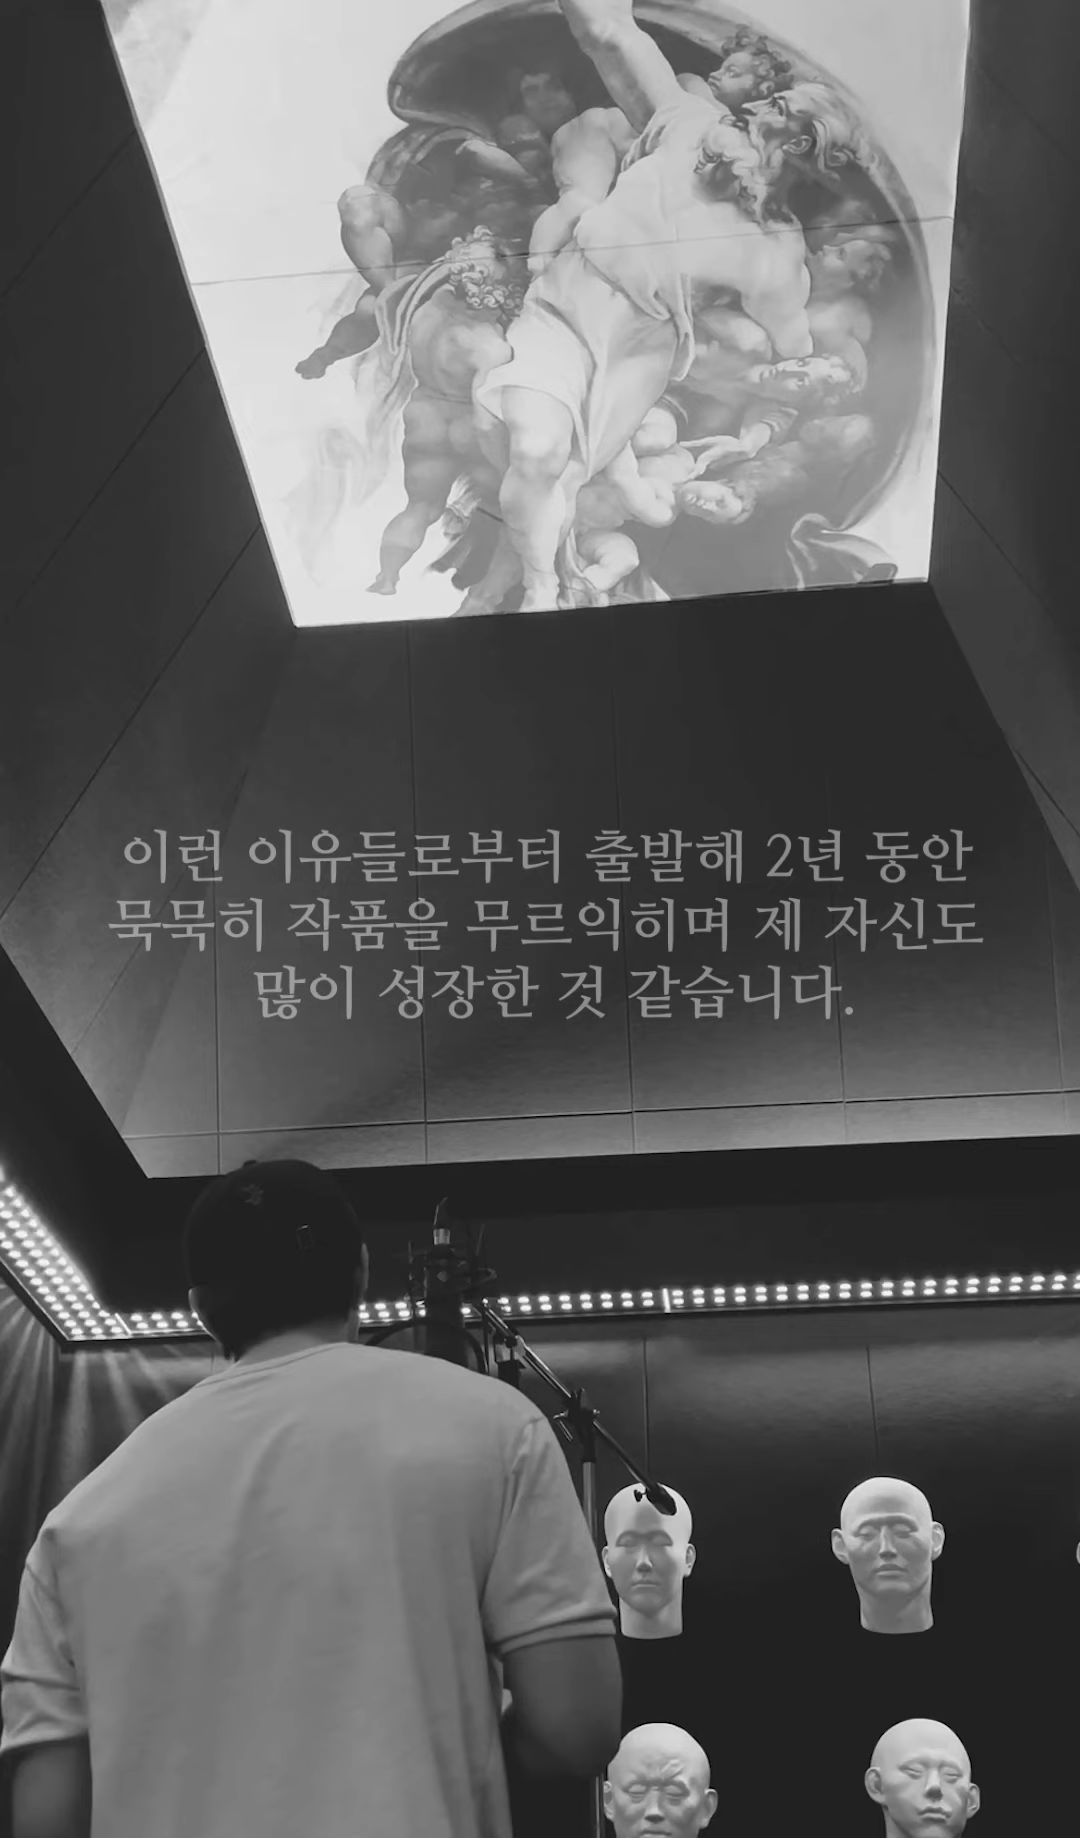 이런 이유들로부터 출발해 2년 동안
묵묵히 작품을 무르익히며 제 자신도
많이 성장한 것 같습니다.